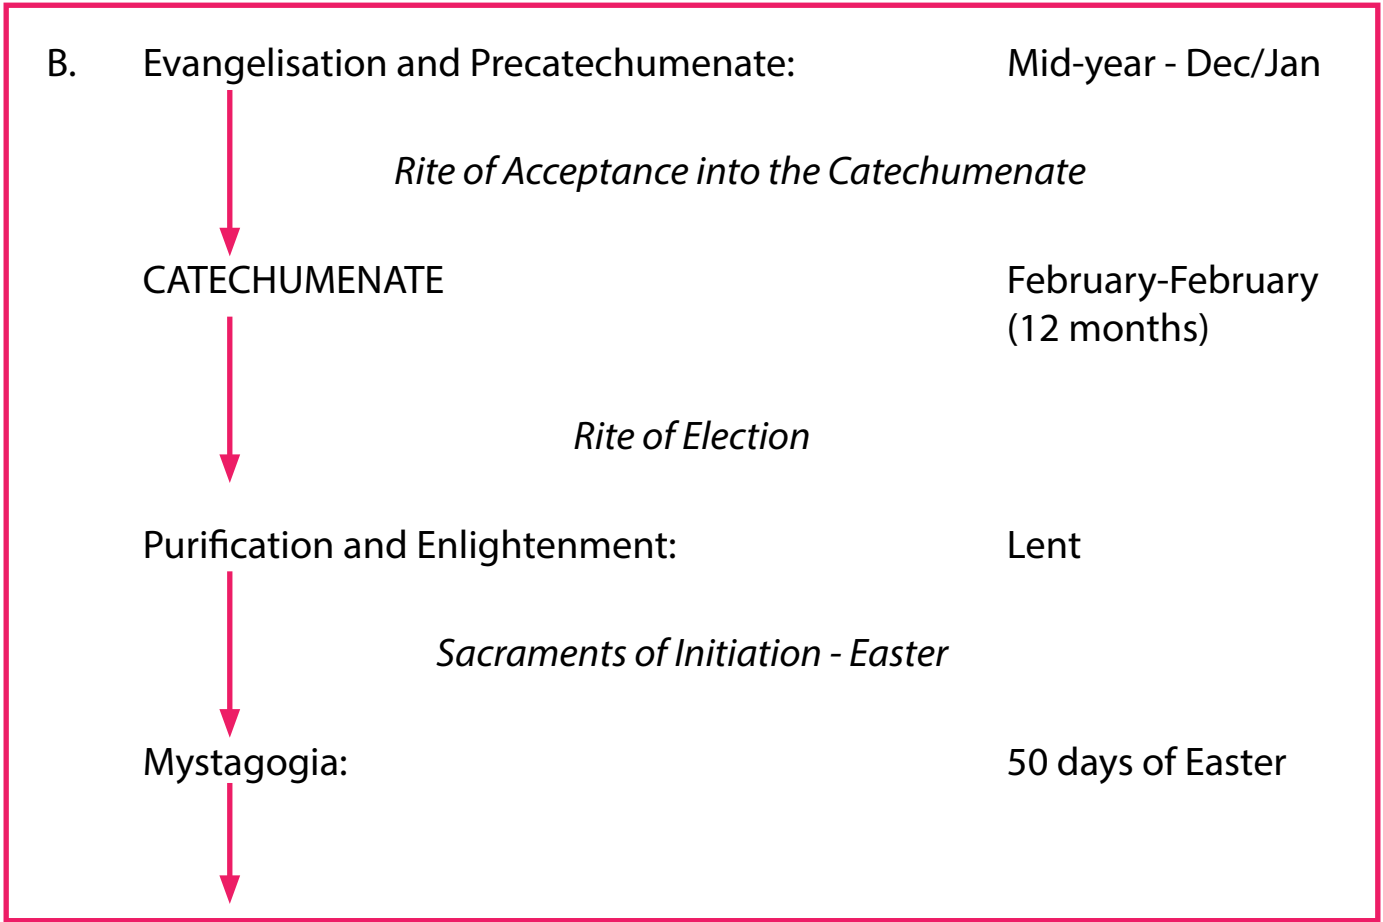 B. Evangelisation and Precatechumenate: Mid-year - Dec/Jan
Rite of Acceptance into the Catechumenate
CATECHUMENATE February-February
(12 months)
Rite of Election
Purification and Enlightenment: Lent
Sacraments of Initiation - Easter
Mystagogia: 50 days of Easter